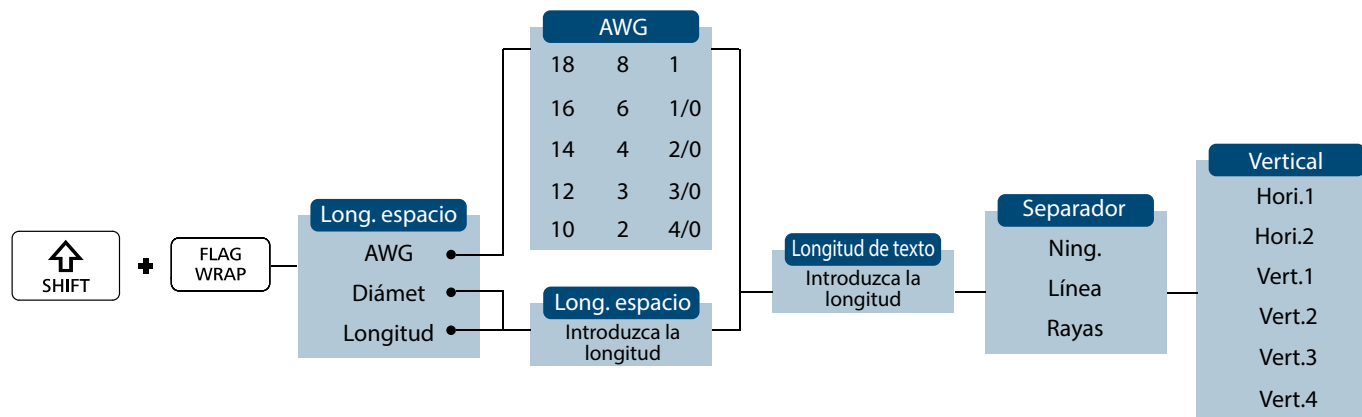 SHIFT
FLAG
WRAP
Long. espacio
AWG
Diámet
Longitud
AWG
18 8 1
16 6 1/0
14 4 2/0
12 3 3/0
10 2 4/0
Long. espacio
Introduzca la
longitud
Longitud de texto
Introduzca la
longitud
Separador
Ning.
Línea
Rayas
Vertical
Hori.1
Hori.2
Vert.1
Vert.2
Vert.3
Vert.4